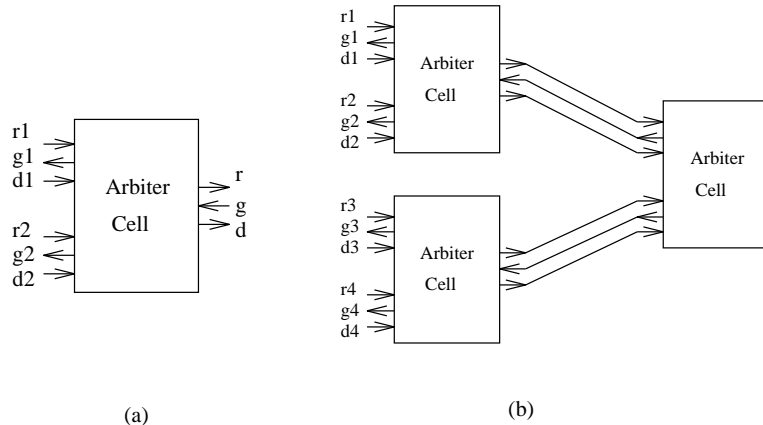 r1
g1
d1
r2
g2
d2
Arbiter
Cell
r
g
d
(a)
r1
g1
d1
r2
g2
d2
Arbiter
Cell
r3
g3
d3
r4
g4
d4
Arbiter
Cell
Arbiter
Cell
(b)